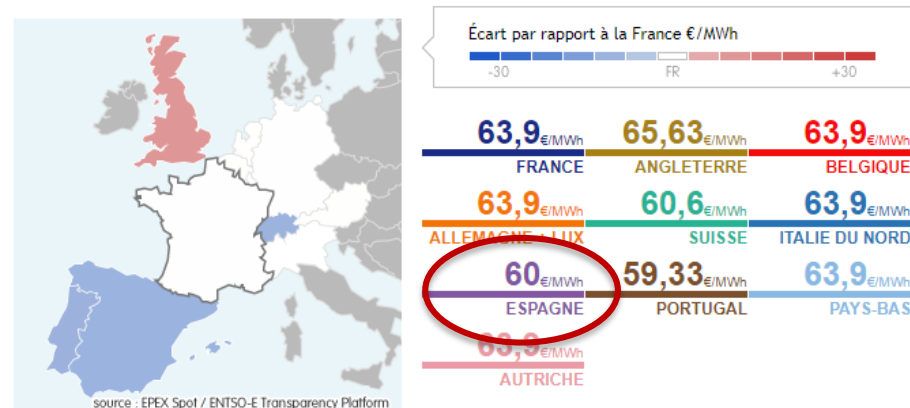 Écart par rapport à la France €/MWh
-30 FR +30
63,9€/MWh 65,63€/MWh 63,9€/MWh
FRANCE ANGLETERRE BELGIQUE
63,9€/MWh 60,6€/MWh 63,9€/MWh
ALLEMAGNE + LUX SUISSE ITALIE DU NORD
60€/MWh 59,33€/MWh 63,9€/MWh
ESPAGNE PORTUGAL PAYS-BAS
63,9€/MWh
AUTRICHE
source : EPEX Spot / ENTSO-E Transparency Platform